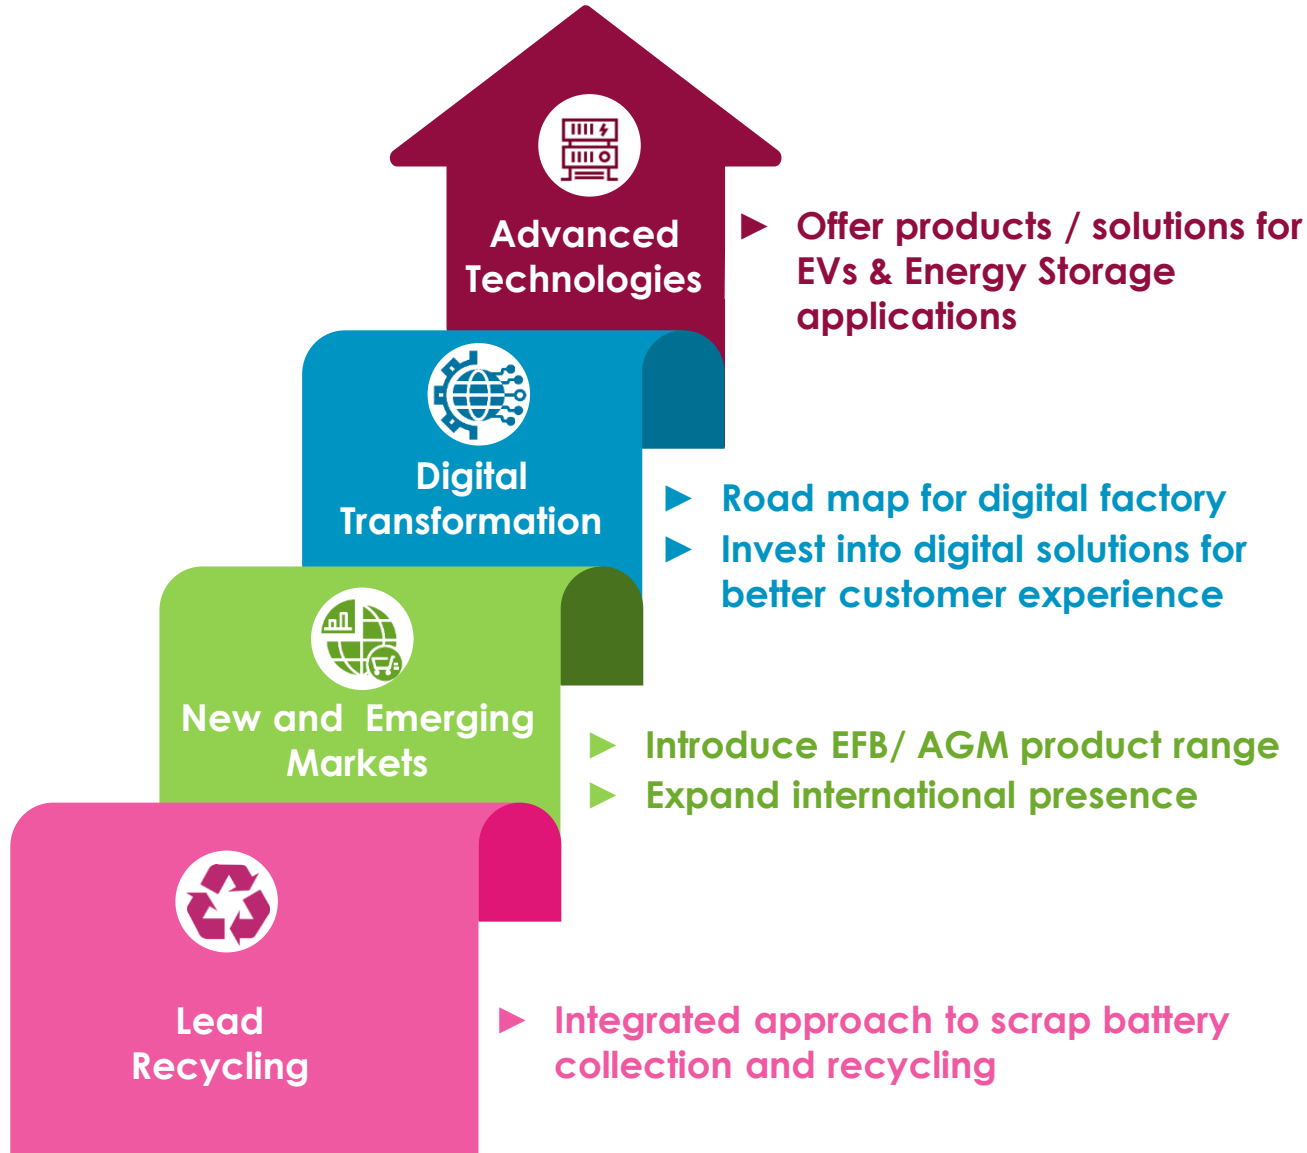 Advanced
Technologies
► Offer products / solutions for
EVs & Energy Storage
applications
Digital
Transformation
► Road map for digital factory
► Invest into digital solutions for
better customer experience
New and Emerging
Markets
► Introduce EFB/ AGM product range
► Expand international presence
Lead
Recycling
► Integrated approach to scrap battery
collection and recycling